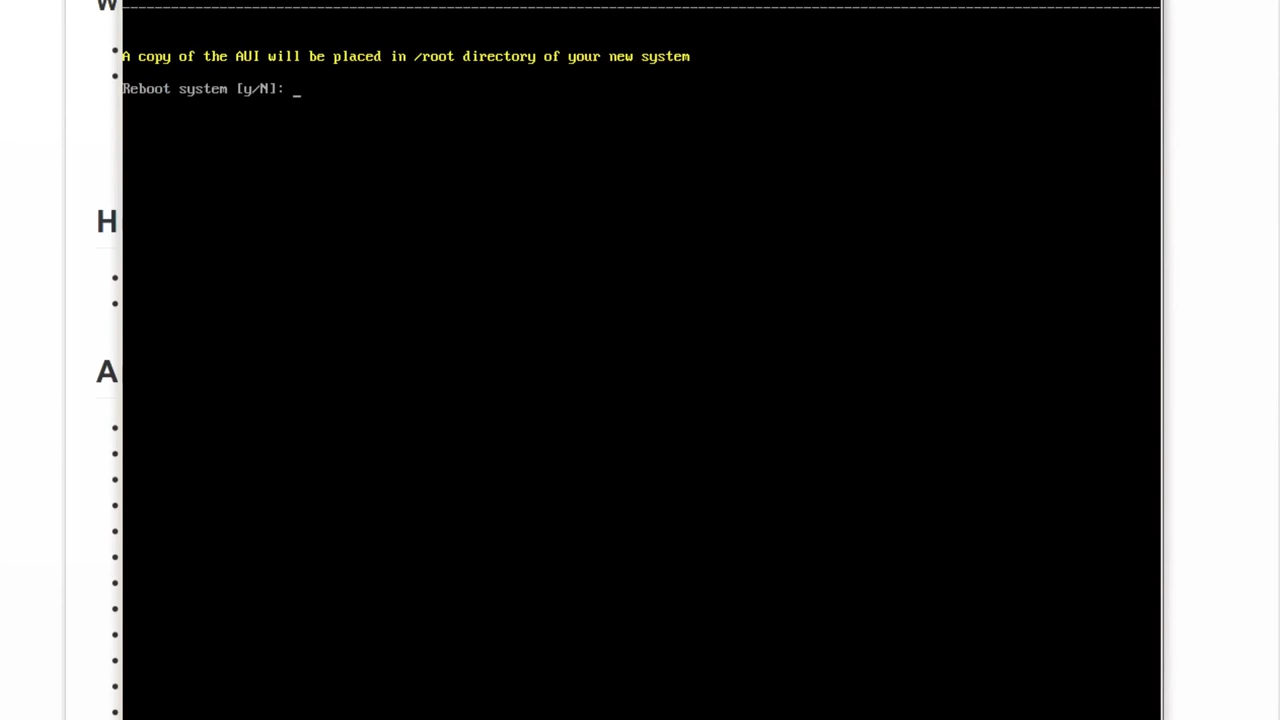 W
A copy of the AUI will be placed in /root directory of your new system
Reboot system [y/N]: _
H
A